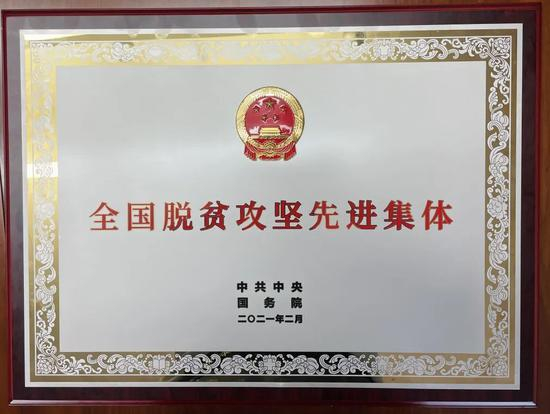 全国脱贫攻坚先进集体
中共中央
国务院
二〇二一年二月